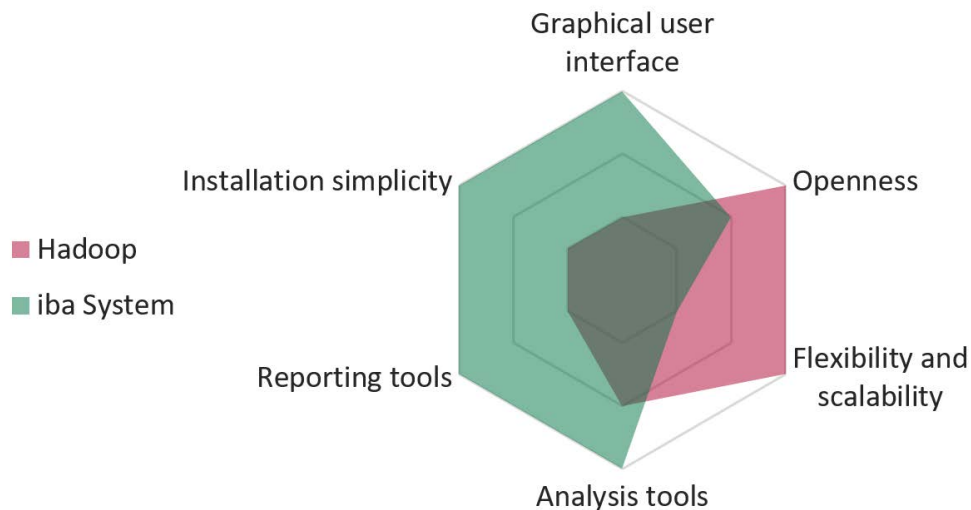 Graphical user
interface
Installation simplicity
Openness
Hadoop
iba System
Reporting tools
Flexibility and
scalability
Analysis tools